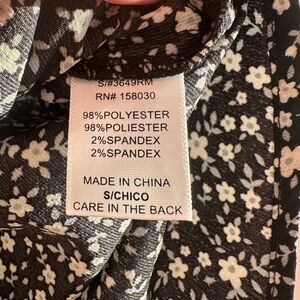 S/#3649RM
RN# 158030
98%POLYESTER
98%POLIESTER
2%SPANDEX
2%SPANDEX
MADE IN CHINA
S/CHICO
CARE IN THE BACK